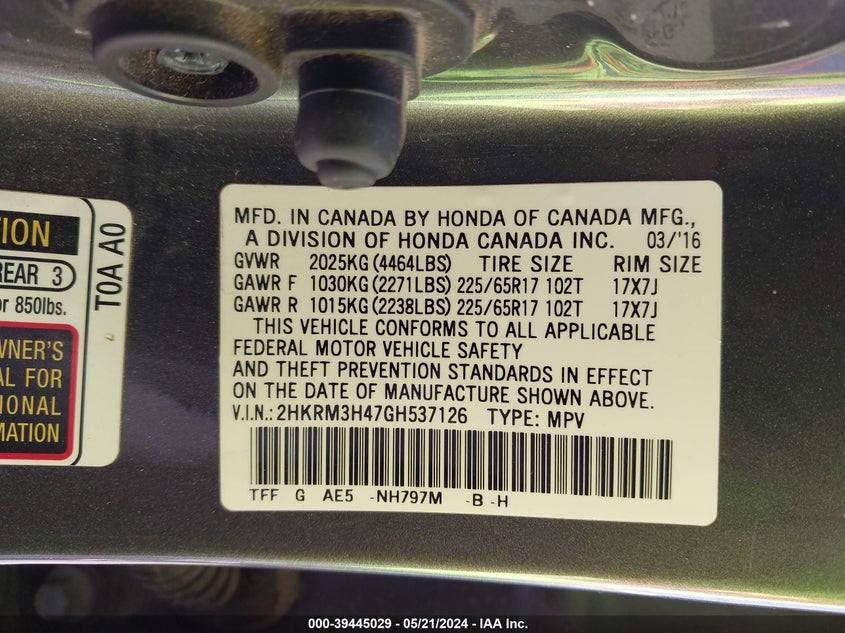 MFD. IN CANADA BY HONDA OF CANADA MFG.,
A DIVISION OF HONDA CANADA INC. 03/'16
GVWR 2025KG (4464LBS) TIRE SIZE RIM SIZE
GAWR F 1030KG (2271LBS) 225/65R17 102T 17X7J
GAWR R 1015KG (2238LBS) 225/65R17 102T 17X7J
THIS VEHICLE CONFORMS TO ALL APPLICABLE
FEDERAL MOTOR VEHICLE SAFETY
AND THEFT PREVENTION STANDARDS IN EFFECT
ON THE DATE OF MANUFACTURE SHOWN ABOVE.
V.I.N.: 2HKRM3H47GH537126 TYPE: MPV
TFF G AE5 -NH797M -B -H
TION
REAR 3
or 850lbs.
WNER'S
AL FOR
IONAL
MATION
T0A A0
000-39445029 / 05/21/2024 - IAA Inc.